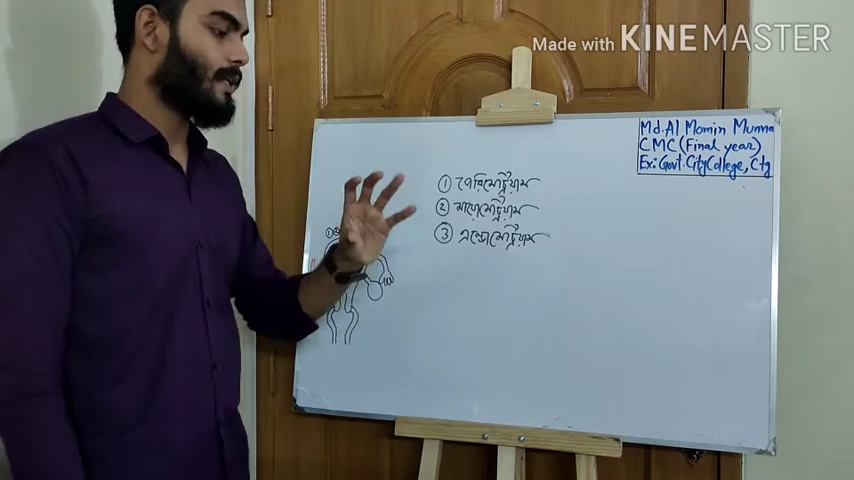 Made with KINEMASTER
Md. Al Momin Munna
CMC (Final year)
Ex: Govt. City College, Ctg
① পেরিমেট্রিয়াম
② মায়োমেট্রিয়াম
③ এন্ডোমেট্রিয়াম